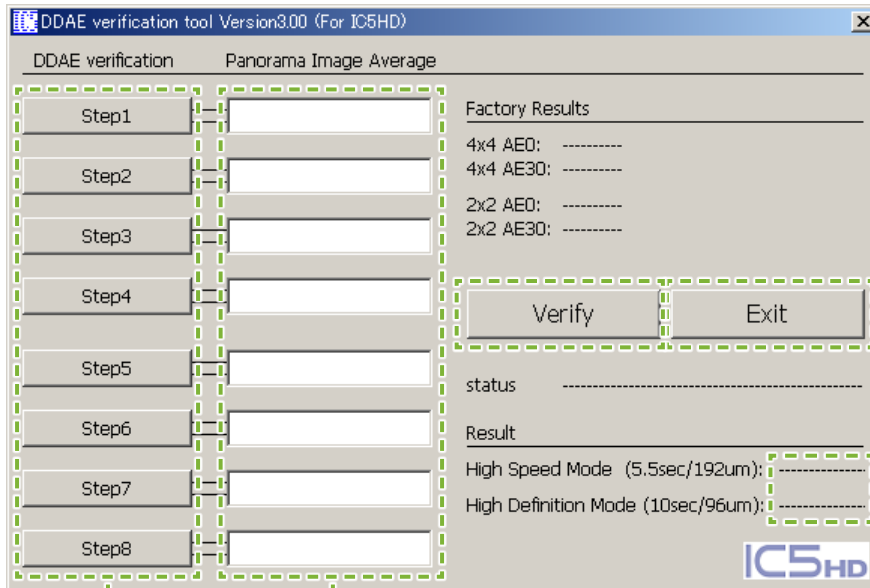 DDAE verification tool Version3.00 (For IC5HD)
DDAE verification Panorama Image Average
Step1
Step2
Step3
Step4
Step5
Step6
Step7
Step8
Factory Results
4x4 AE0: ----------
4x4 AE30: ----------
2x2 AE0: ----------
2x2 AE30: ----------
Verify
Exit
status --------------------------------------------------
Result
High Speed Mode (5.5sec/192um): ---------------
High Definition Mode (10sec/96um): ---------------
IC5HD